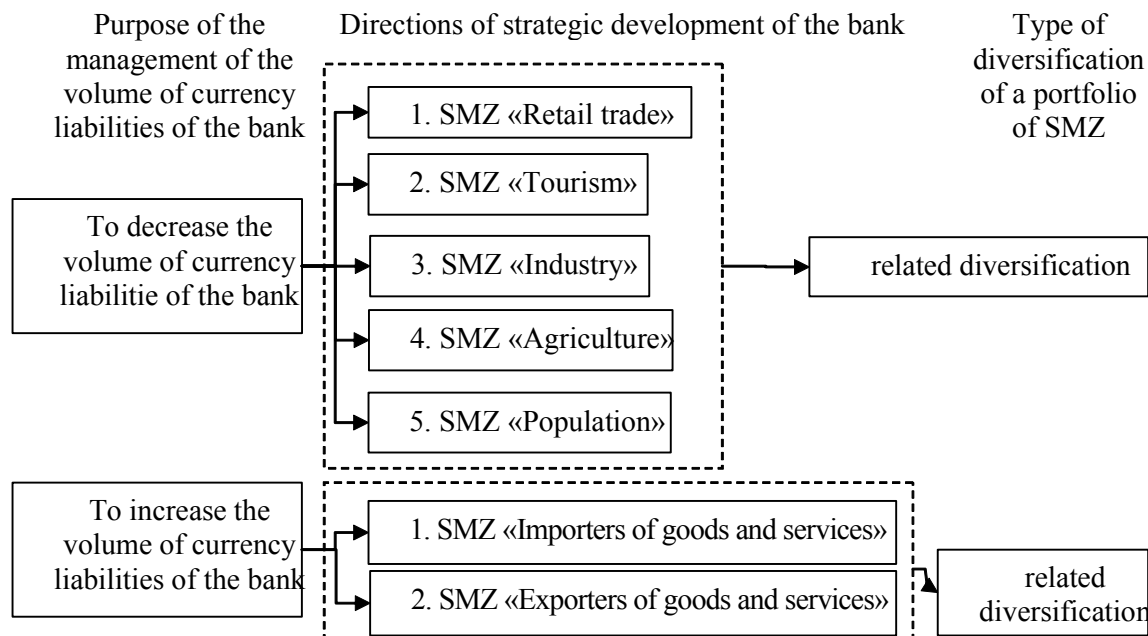 Purpose of the
management of the
volume of currency
liabilities of the bank
Directions of strategic development of the bank
Type of
diversification
of a portfolio
of SMZ
To decrease the
volume of currency
liabilitie of the bank
1. SMZ «Retail trade»
2. SMZ «Tourism»
3. SMZ «Industry»
4. SMZ «Agriculture»
5. SMZ «Population»
related diversification
To increase the
volume of currency
liabilities of the bank
1. SMZ «Importers of goods and services»
2. SMZ «Exporters of goods and services»
related
diversification